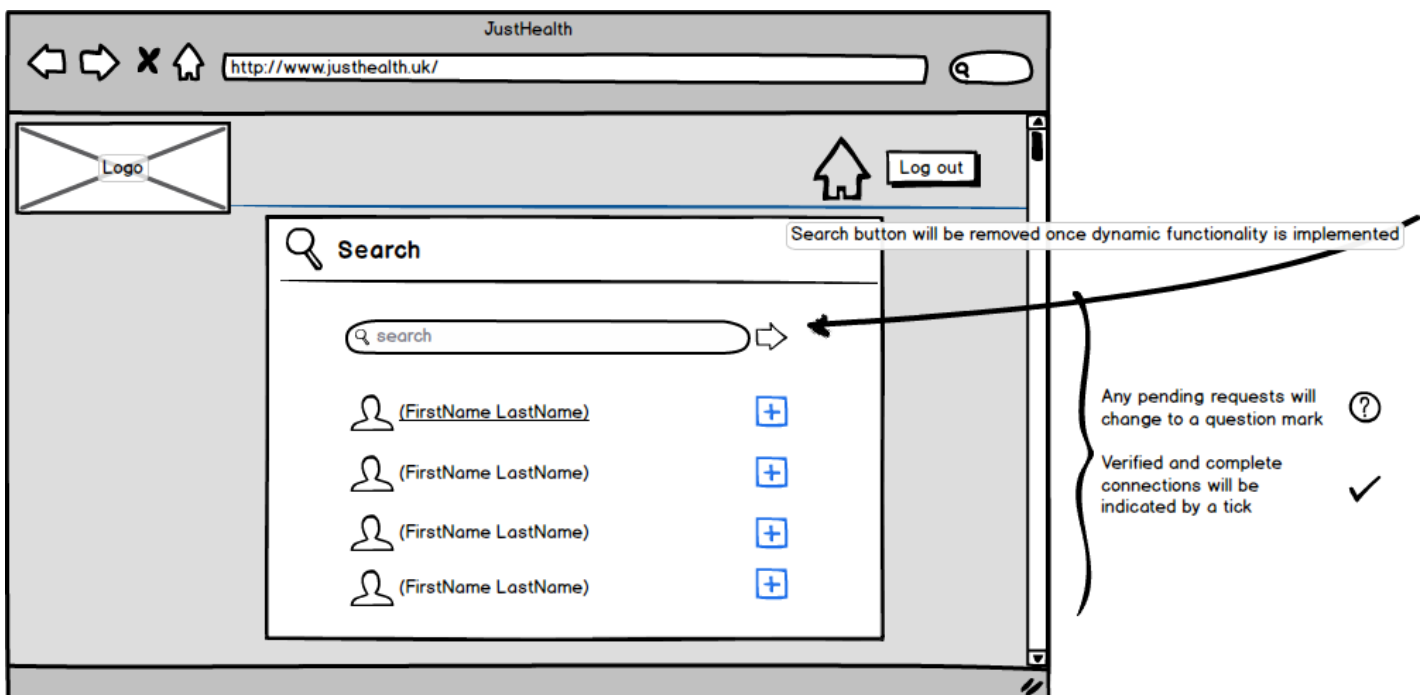 JustHealth
http://www.justhealth.uk/
Logo
Log out
Search
Search button will be removed once dynamic functionality is implemented
search
(FirstName LastName)
(FirstName LastName)
(FirstName LastName)
(FirstName LastName)
Any pending requests will
change to a question mark
?
Verified and complete
connections will be
indicated by a tick